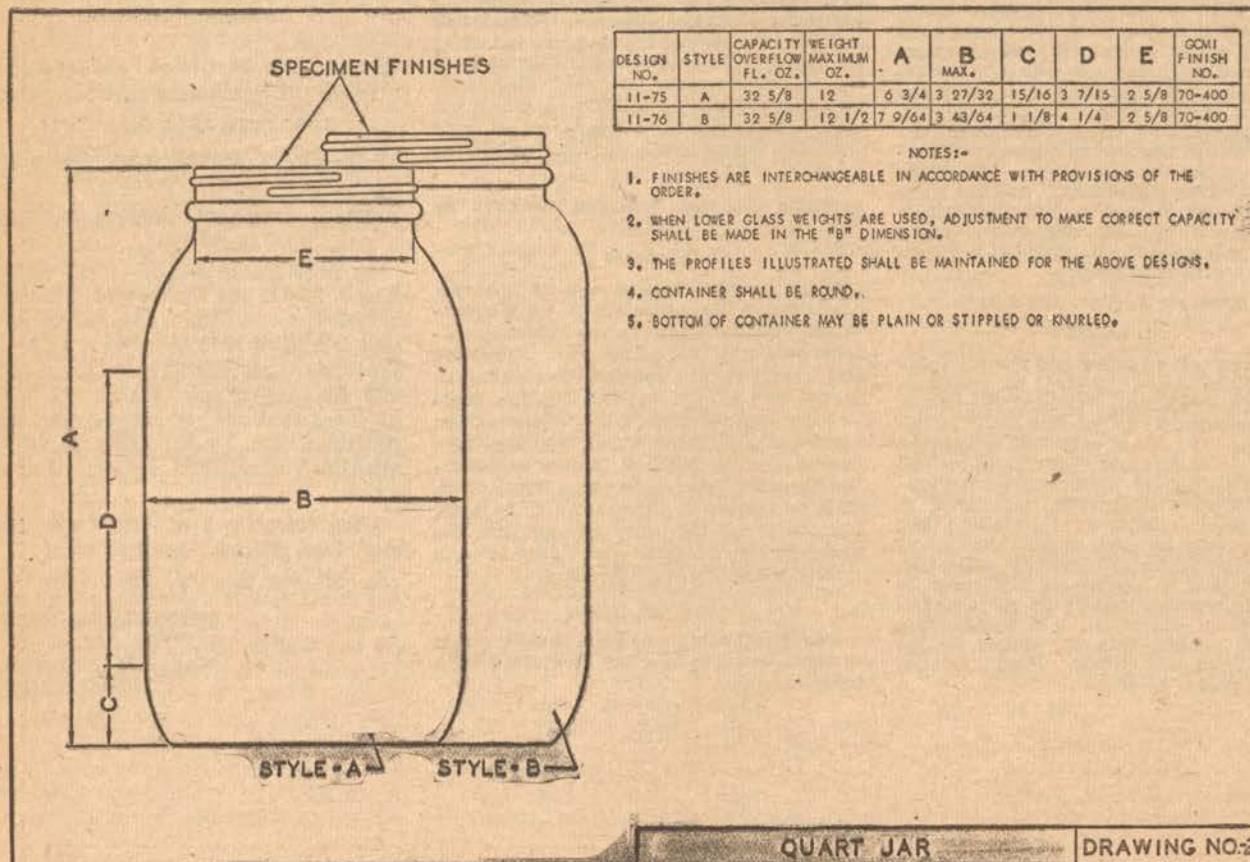 SPECIMEN FINISHES
A
E
B
D
C
STYLE-A
STYLE-B
DESIGN NO. STYLE CAPACITY OVERFLOW FL. OZ. WEIGHT MAXIMUM OZ. A B MAX. C D E GCMI FINISH NO.
11-75 A 32 5/8 12 6 3/4 3 27/32 15/16 3 7/16 2 5/8 70-400
11-76 B 32 5/8 12 1/2 7 9/64 3 43/64 1 1/8 4 1/4 2 5/8 70-400
NOTES:-
1. FINISHES ARE INTERCHANGEABLE IN ACCORDANCE WITH PROVISIONS OF THE
ORDER.
2. WHEN LOWER GLASS WEIGHTS ARE USED, ADJUSTMENT TO MAKE CORRECT CAPACITY
SHALL BE MADE IN THE "B" DIMENSION.
3. THE PROFILES ILLUSTRATED SHALL BE MAINTAINED FOR THE ABOVE DESIGNS.
4. CONTAINER SHALL BE ROUND.
5. BOTTOM OF CONTAINER MAY BE PLAIN OR STIPPLED OR KNURLED.
QUART JAR
DRAWING NO.